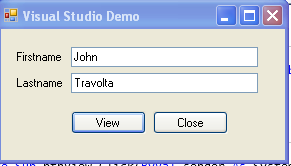 Visual Studio Demo
Firstname John
Lastname Travolta
View Close